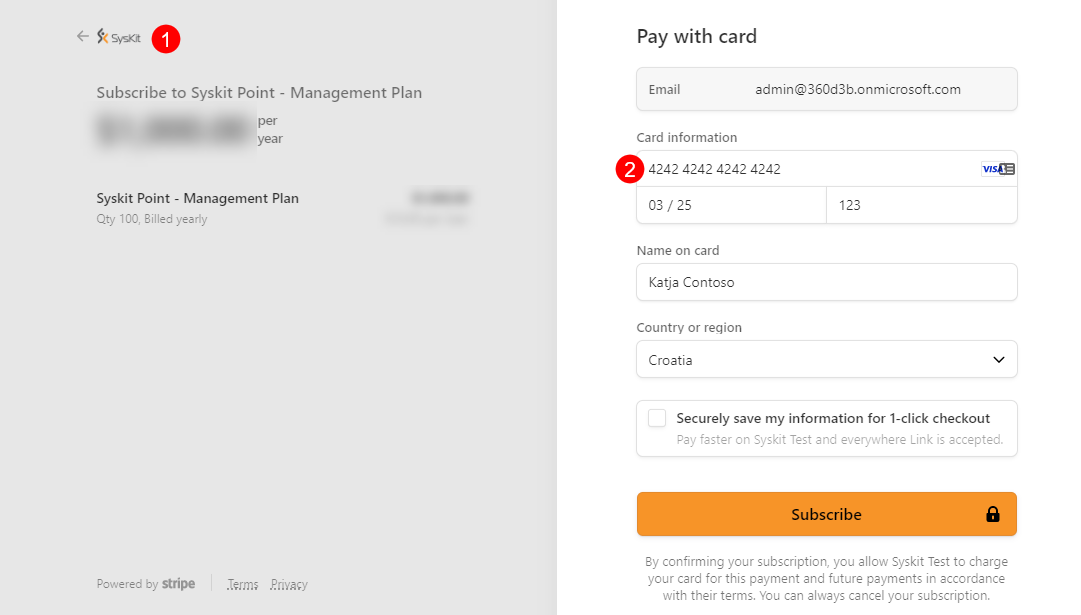 SysKit 1
Subscribe to Syskit Point - Management Plan
per
year
Syskit Point - Management Plan
Qty 100, Billed yearly
Powered by stripe Terms Privacy
Pay with card
Email admin@360d3b.onmicrosoft.com
Card information
2 4242 4242 4242 4242 VISA
03 / 25 123
Name on card
Katja Contoso
Country or region
Croatia
Securely save my information for 1-click checkout
Pay faster on Syskit Test and everywhere Link is accepted.
Subscribe
By confirming your subscription, you allow Syskit Test to charge
your card for this payment and future payments in accordance
with their terms. You can always cancel your subscription.